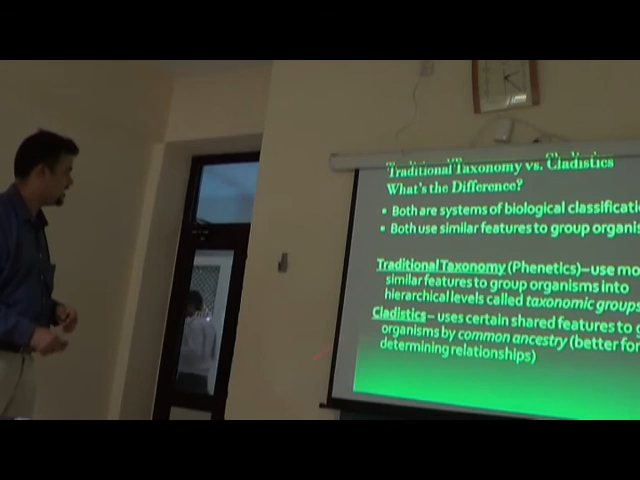 Traditional Taxonomy vs. Cladistics
What's the Difference?
• Both are systems of biological classificati
• Both use similar features to group organis
Traditional Taxonomy (Phenetics)– use mo
similar features to group organisms into
hierarchical levels called taxonomic groups
Cladistics – uses certain shared features to g
organisms by common ancestry (better for
determining relationships)